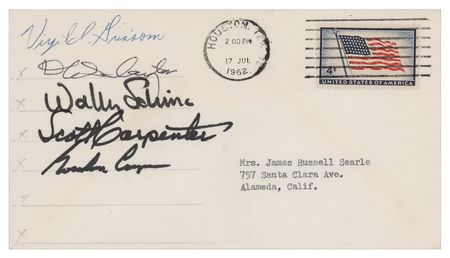 Virgil I. Grissom
D K Slayton
Wally Schirra
Scott Carpenter
Gordon Cooper
HOUSTON, TEX.
2 00 PM
17 JUL
1962
4¢
UNITED STATES OF AMERICA
Mrs. James Russell Searle
757 Santa Clara Ave.
Alameda, Calif.